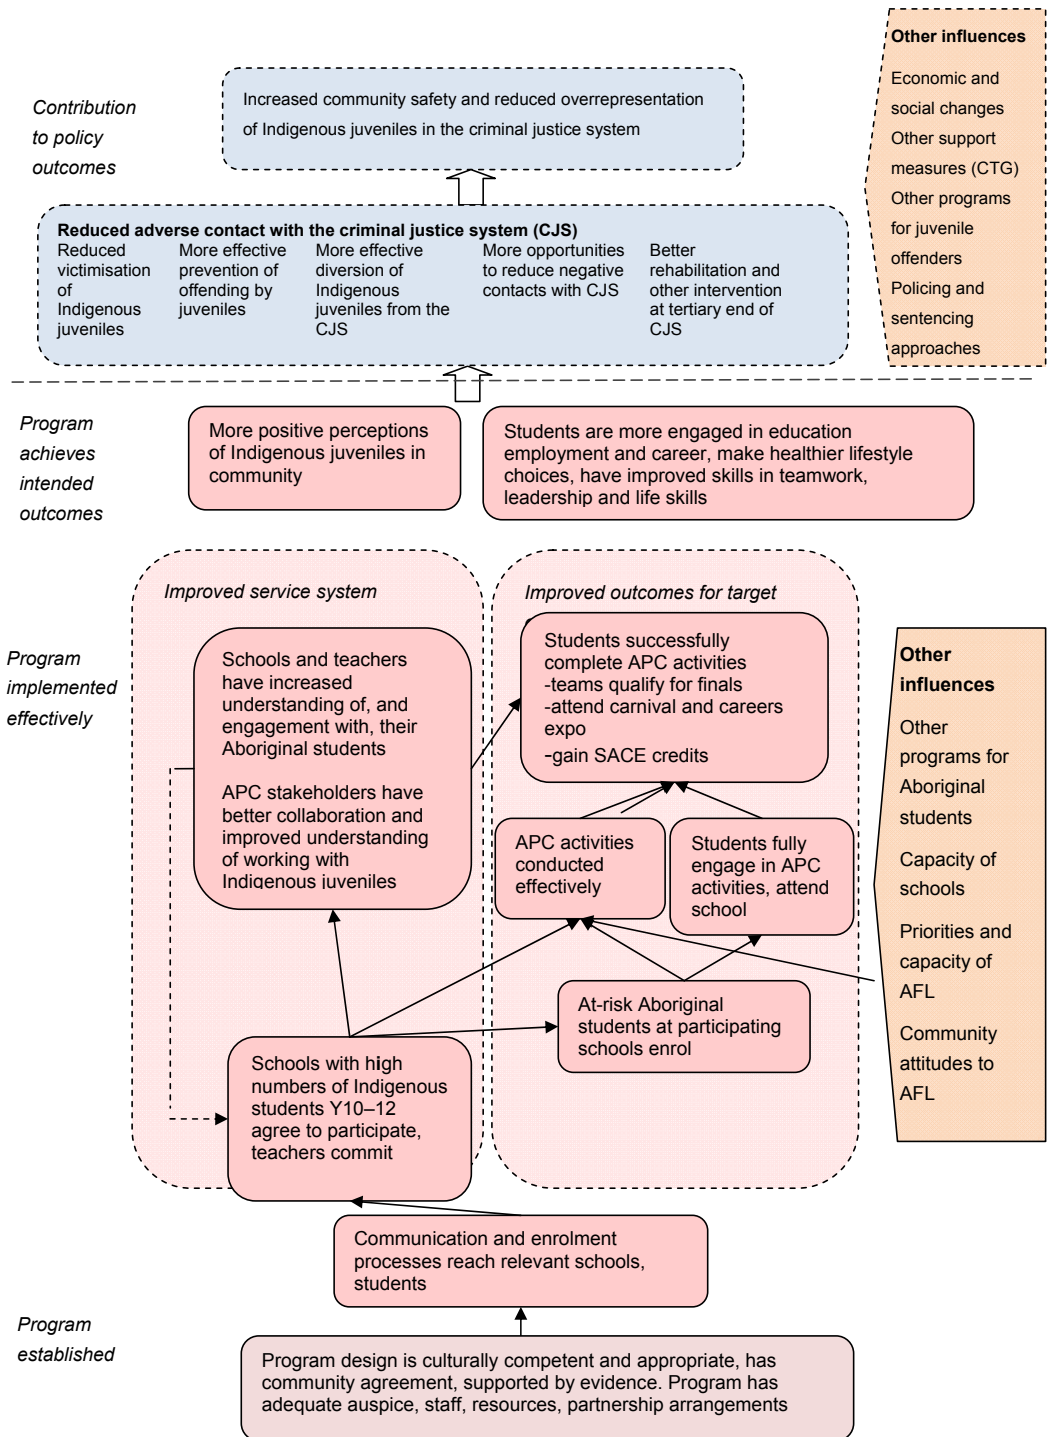 Other influences
Economic and
social changes
Other support
measures (CTG)
Other programs
for juvenile
offenders
Policing and
sentencing
approaches
Contribution
to policy
outcomes
Increased community safety and reduced overrepresentation
of Indigenous juveniles in the criminal justice system
Reduced adverse contact with the criminal justice system (CJS)
Reduced
victimisation
of
Indigenous
juveniles
More effective
prevention of
offending by
juveniles
More effective
diversion of
Indigenous
juveniles from the
CJS
More opportunities
to reduce negative
contacts with CJS
Better
rehabilitation and
other intervention
at tertiary end of
CJS
Program
achieves
intended
outcomes
More positive perceptions
of Indigenous juveniles in
community
Students are more engaged in education
employment and career, make healthier lifestyle
choices, have improved skills in teamwork,
leadership and life skills
Program
implemented
effectively
Improved service system
Schools and teachers
have increased
understanding of, and
engagement with, their
Aboriginal students
APC stakeholders have
better collaboration and
improved understanding
of working with
Indigenous juveniles
Improved outcomes for target
Students successfully
complete APC activities
-teams qualify for finals
-attend carnival and careers
expo
-gain SACE credits
APC activities
conducted
effectively
Students fully
engage in APC
activities, attend
school
At-risk Aboriginal
students at participating
schools enrol
Schools with high
numbers of Indigenous
students Y10–12
agree to participate,
teachers commit
Other
influences
Other
programs for
Aboriginal
students
Capacity of
schools
Priorities and
capacity of
AFL
Community
attitudes to
AFL
Communication and enrolment
processes reach relevant schools,
students
Program
established
Program design is culturally competent and appropriate, has
community agreement, supported by evidence. Program has
adequate auspice, staff, resources, partnership arrangements